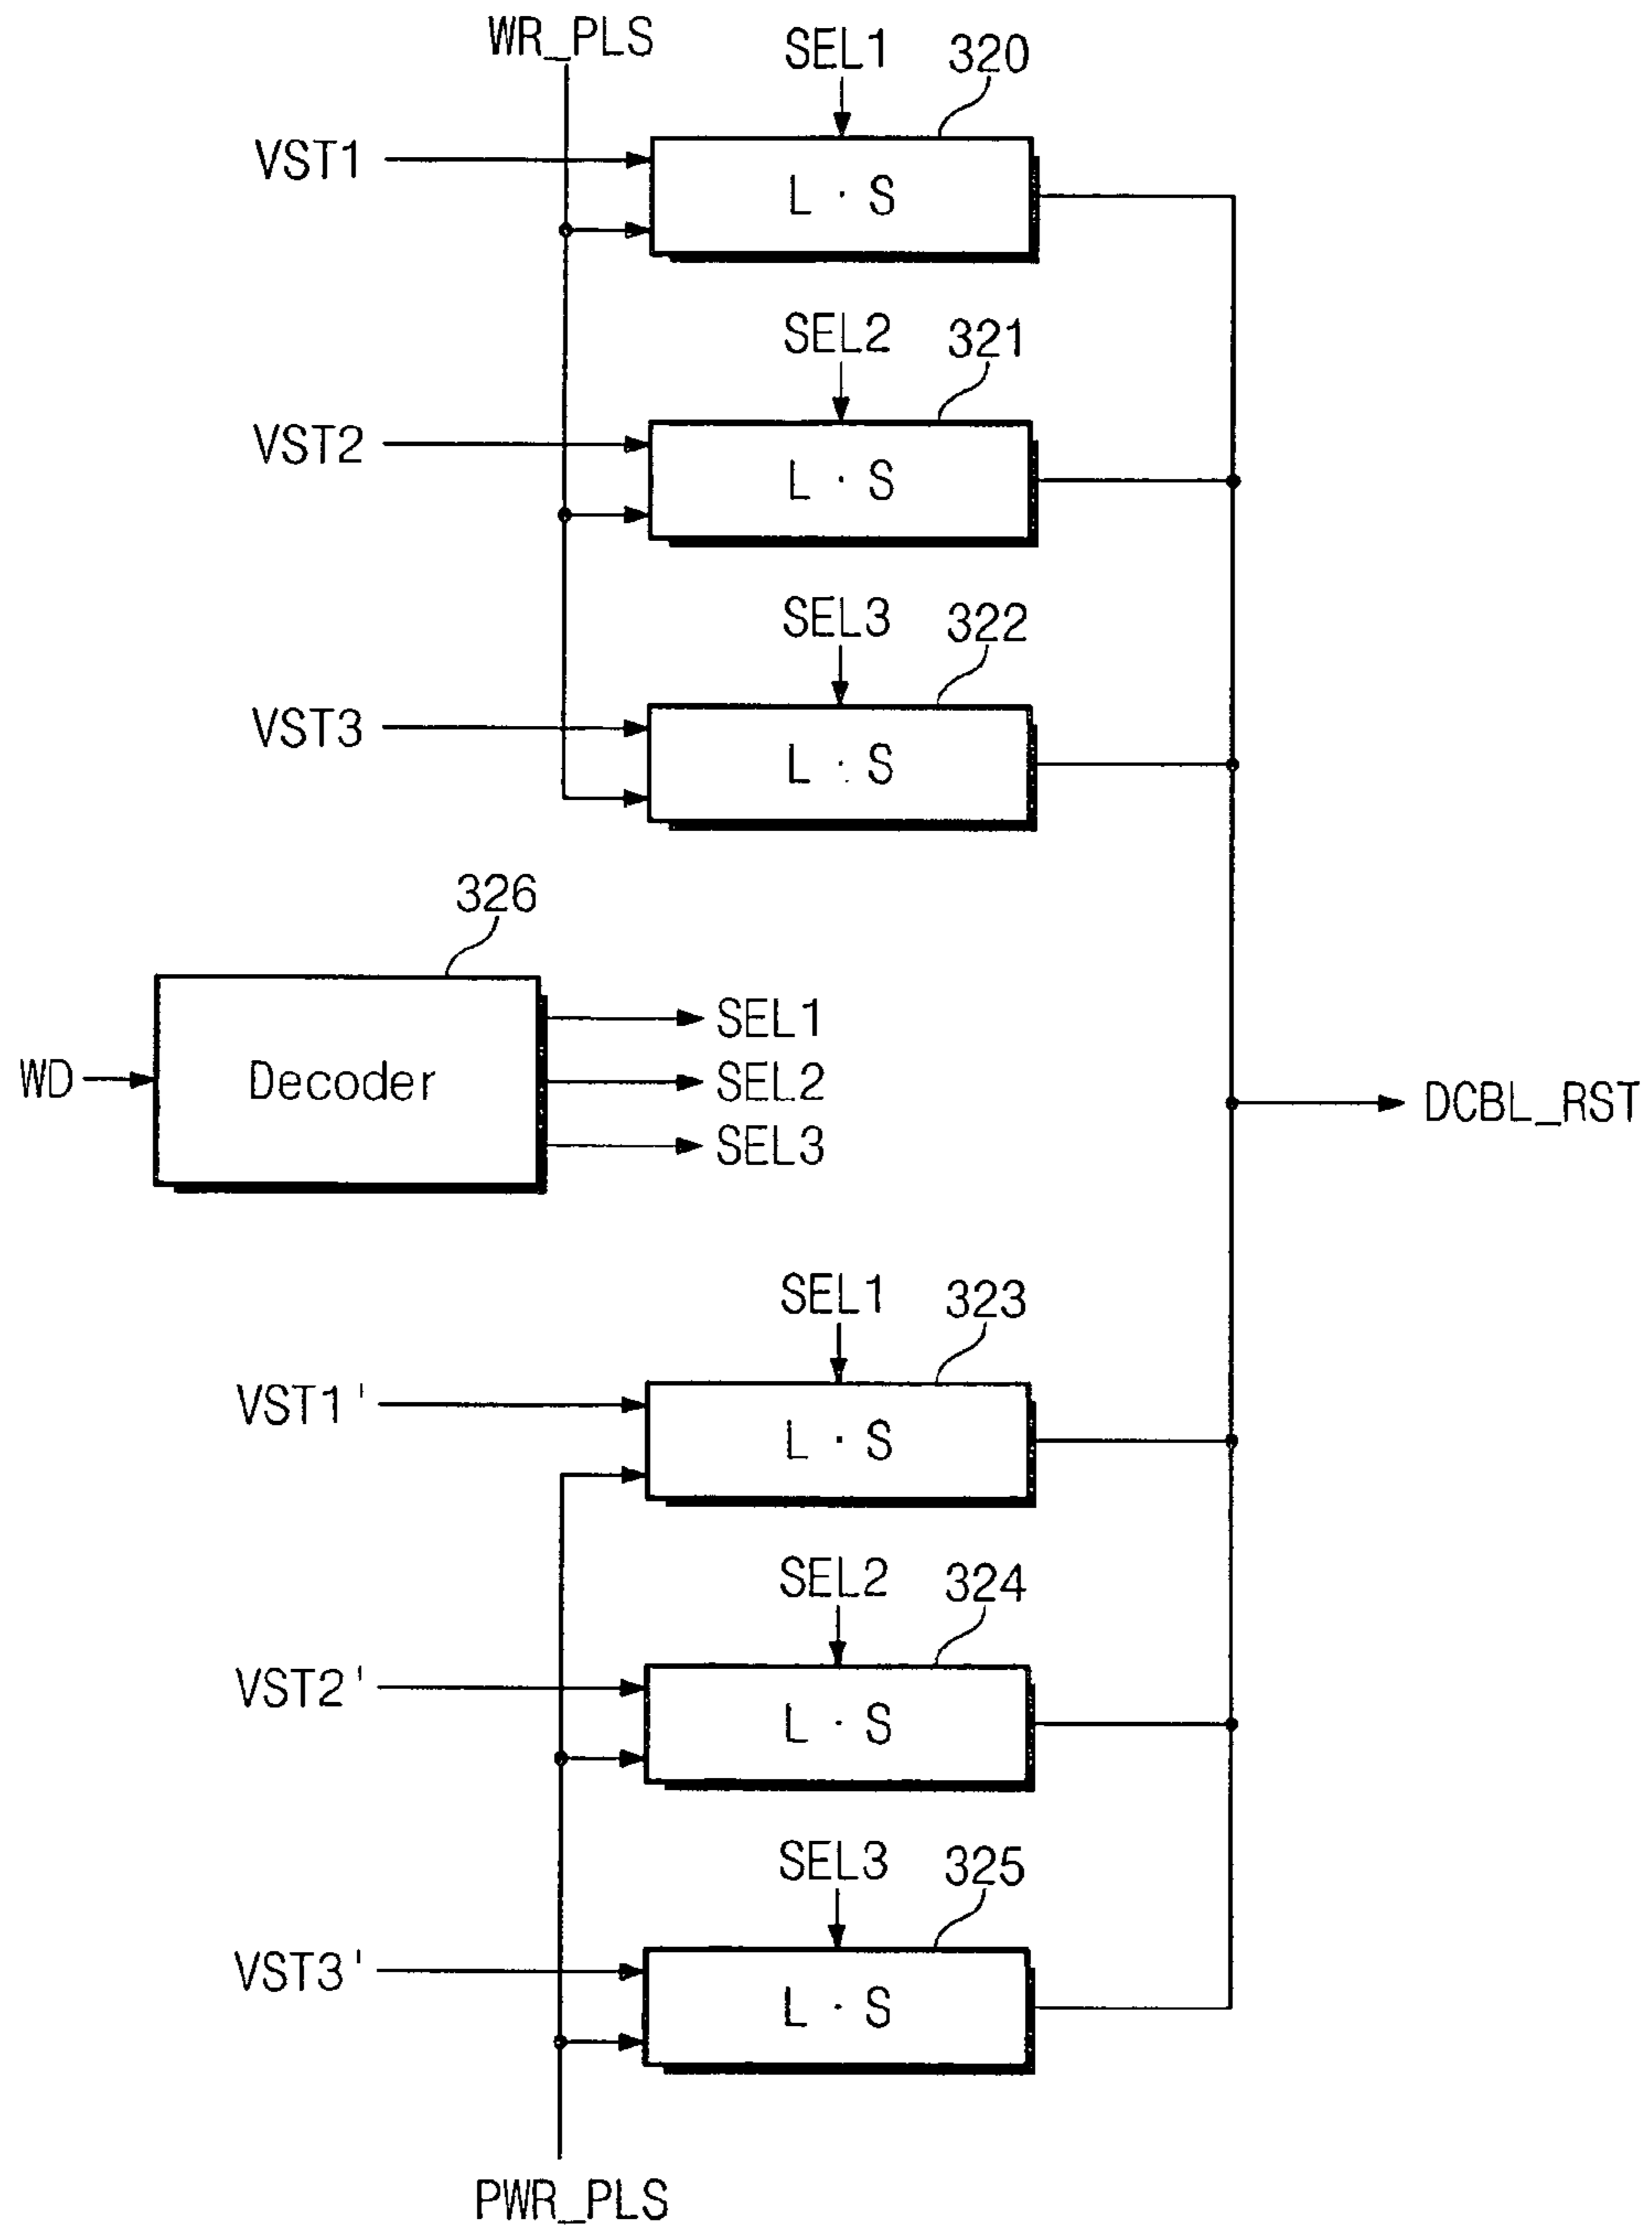 WR_PLS
SEL1
320
VST1
L · S
SEL2
321
VST2
L · S
SEL3
322
VST3
L · S
326
WD
Decoder
SEL1
SEL2
SEL3
DCBL_RST
SEL1
323
VST1'
L · S
SEL2
324
VST2'
L · S
SEL3
325
VST3'
L · S
PWR_PLS